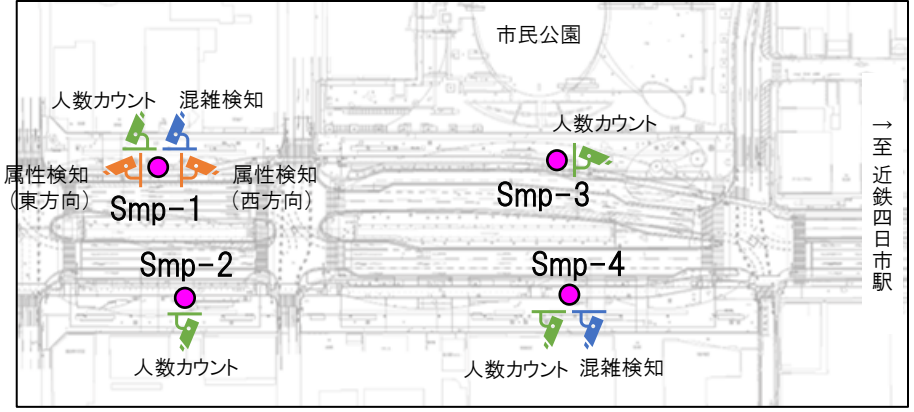 市民公園
人数カウント
混雑検知
人数カウント
属性検知
(東方向)
属性検知
(西方向)
Smp-1
Smp-3
→至 近鉄四日市駅
Smp-2
Smp-4
人数カウント
人数カウント
混雑検知